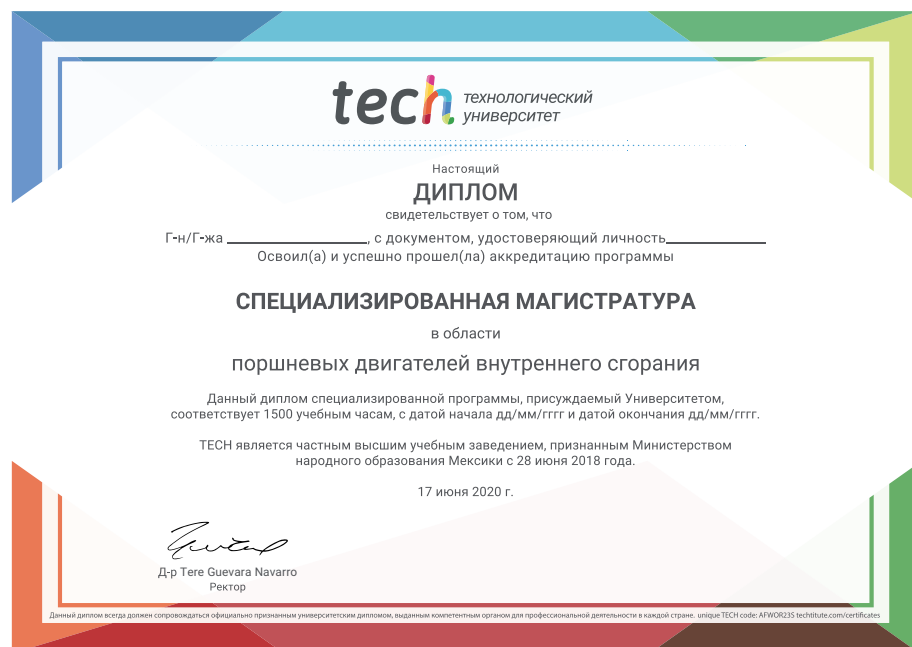 tech технологический
университет
Настоящий
ДИПЛОМ
свидетельствует о том, что
Г-н/Г-жа ____________________, с документом, удостоверяющий личность______________
Освоил(а) и успешно прошел(ла) аккредитацию программы
СПЕЦИАЛИЗИРОВАННАЯ МАГИСТРАТУРА
в области
поршневых двигателей внутреннего сгорания
Данный диплом специализированной программы, присуждаемый Университетом,
соответствует 1500 учебным часам, с датой начала дд/мм/гггг и датой окончания дд/мм/гггг.
TECH является частным высшим учебным заведением, признанным Министерством
народного образования Мексики с 28 июня 2018 года.
17 июня 2020 г.
Д-р Tere Guevara Navarro
Ректор
Данный диплом всегда должен сопровождаться официально признанным университетским дипломом, выданным компетентным органом для профессиональной деятельности в каждой стране. unique TECH code: AFWOR23S techtitute.com/certificates